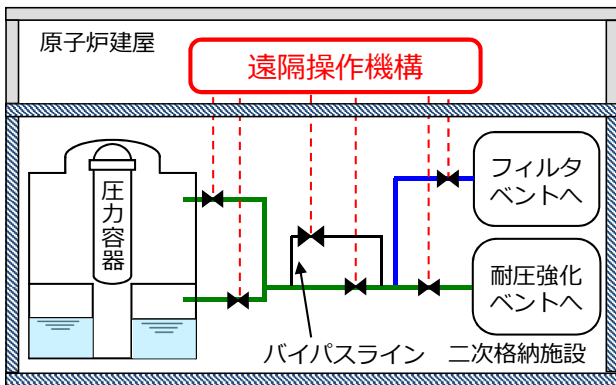 原子炉建屋
遠隔操作機構
圧力容器
フィルタ
ベントへ
耐圧強化
ベントへ
バイパスライン
二次格納施設